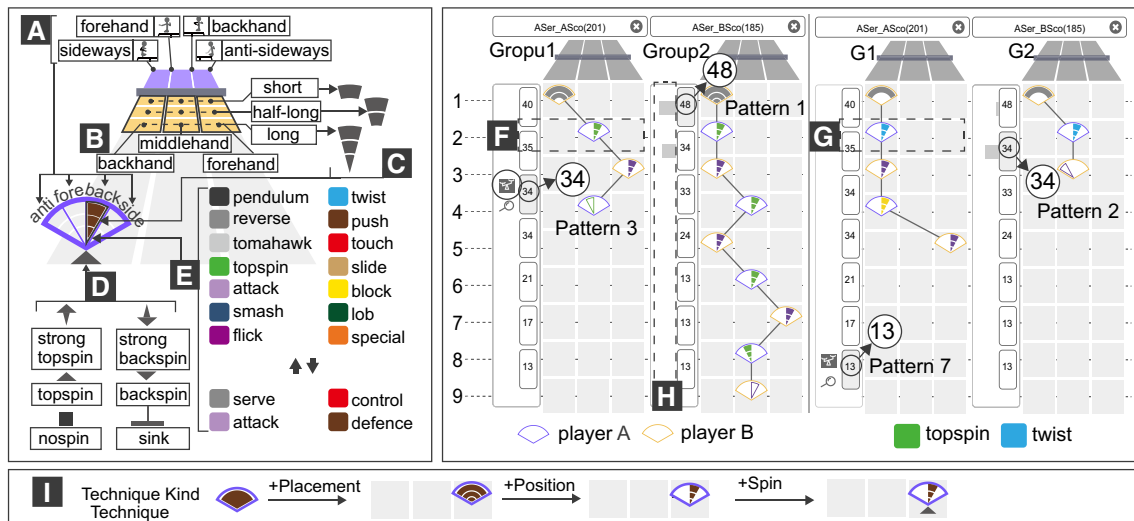 A
forehand
backhand
sideways
anti-sideways
short
half-long
long
B
middlehand
backhand
forehand
C
anti fore back side
D
E
pendulum
twist
reverse
push
tomahawk
touch
topspin
slide
attack
block
smash
lob
flick
special
serve
control
attack
defence
strong
topspin
strong
backspin
topspin
backspin
nospin
sink
ASer_ASco(201)
ASer_BSco(185)
ASer_ASco(201)
ASer_BSco(185)
Gropu1
Group2
G1
G2
1
2
3
4
5
6
7
8
9
F
40
35
34
34
21
17
13
34
Pattern 3
48
48
34
33
24
13
13
13
Pattern 1
H
G
40
35
34
34
21
17
13
13
Pattern 7
48
34
33
24
13
13
13
34
Pattern 2
player A
player B
topspin
twist
I
Technique Kind
Technique
+Placement
+Position
+Spin